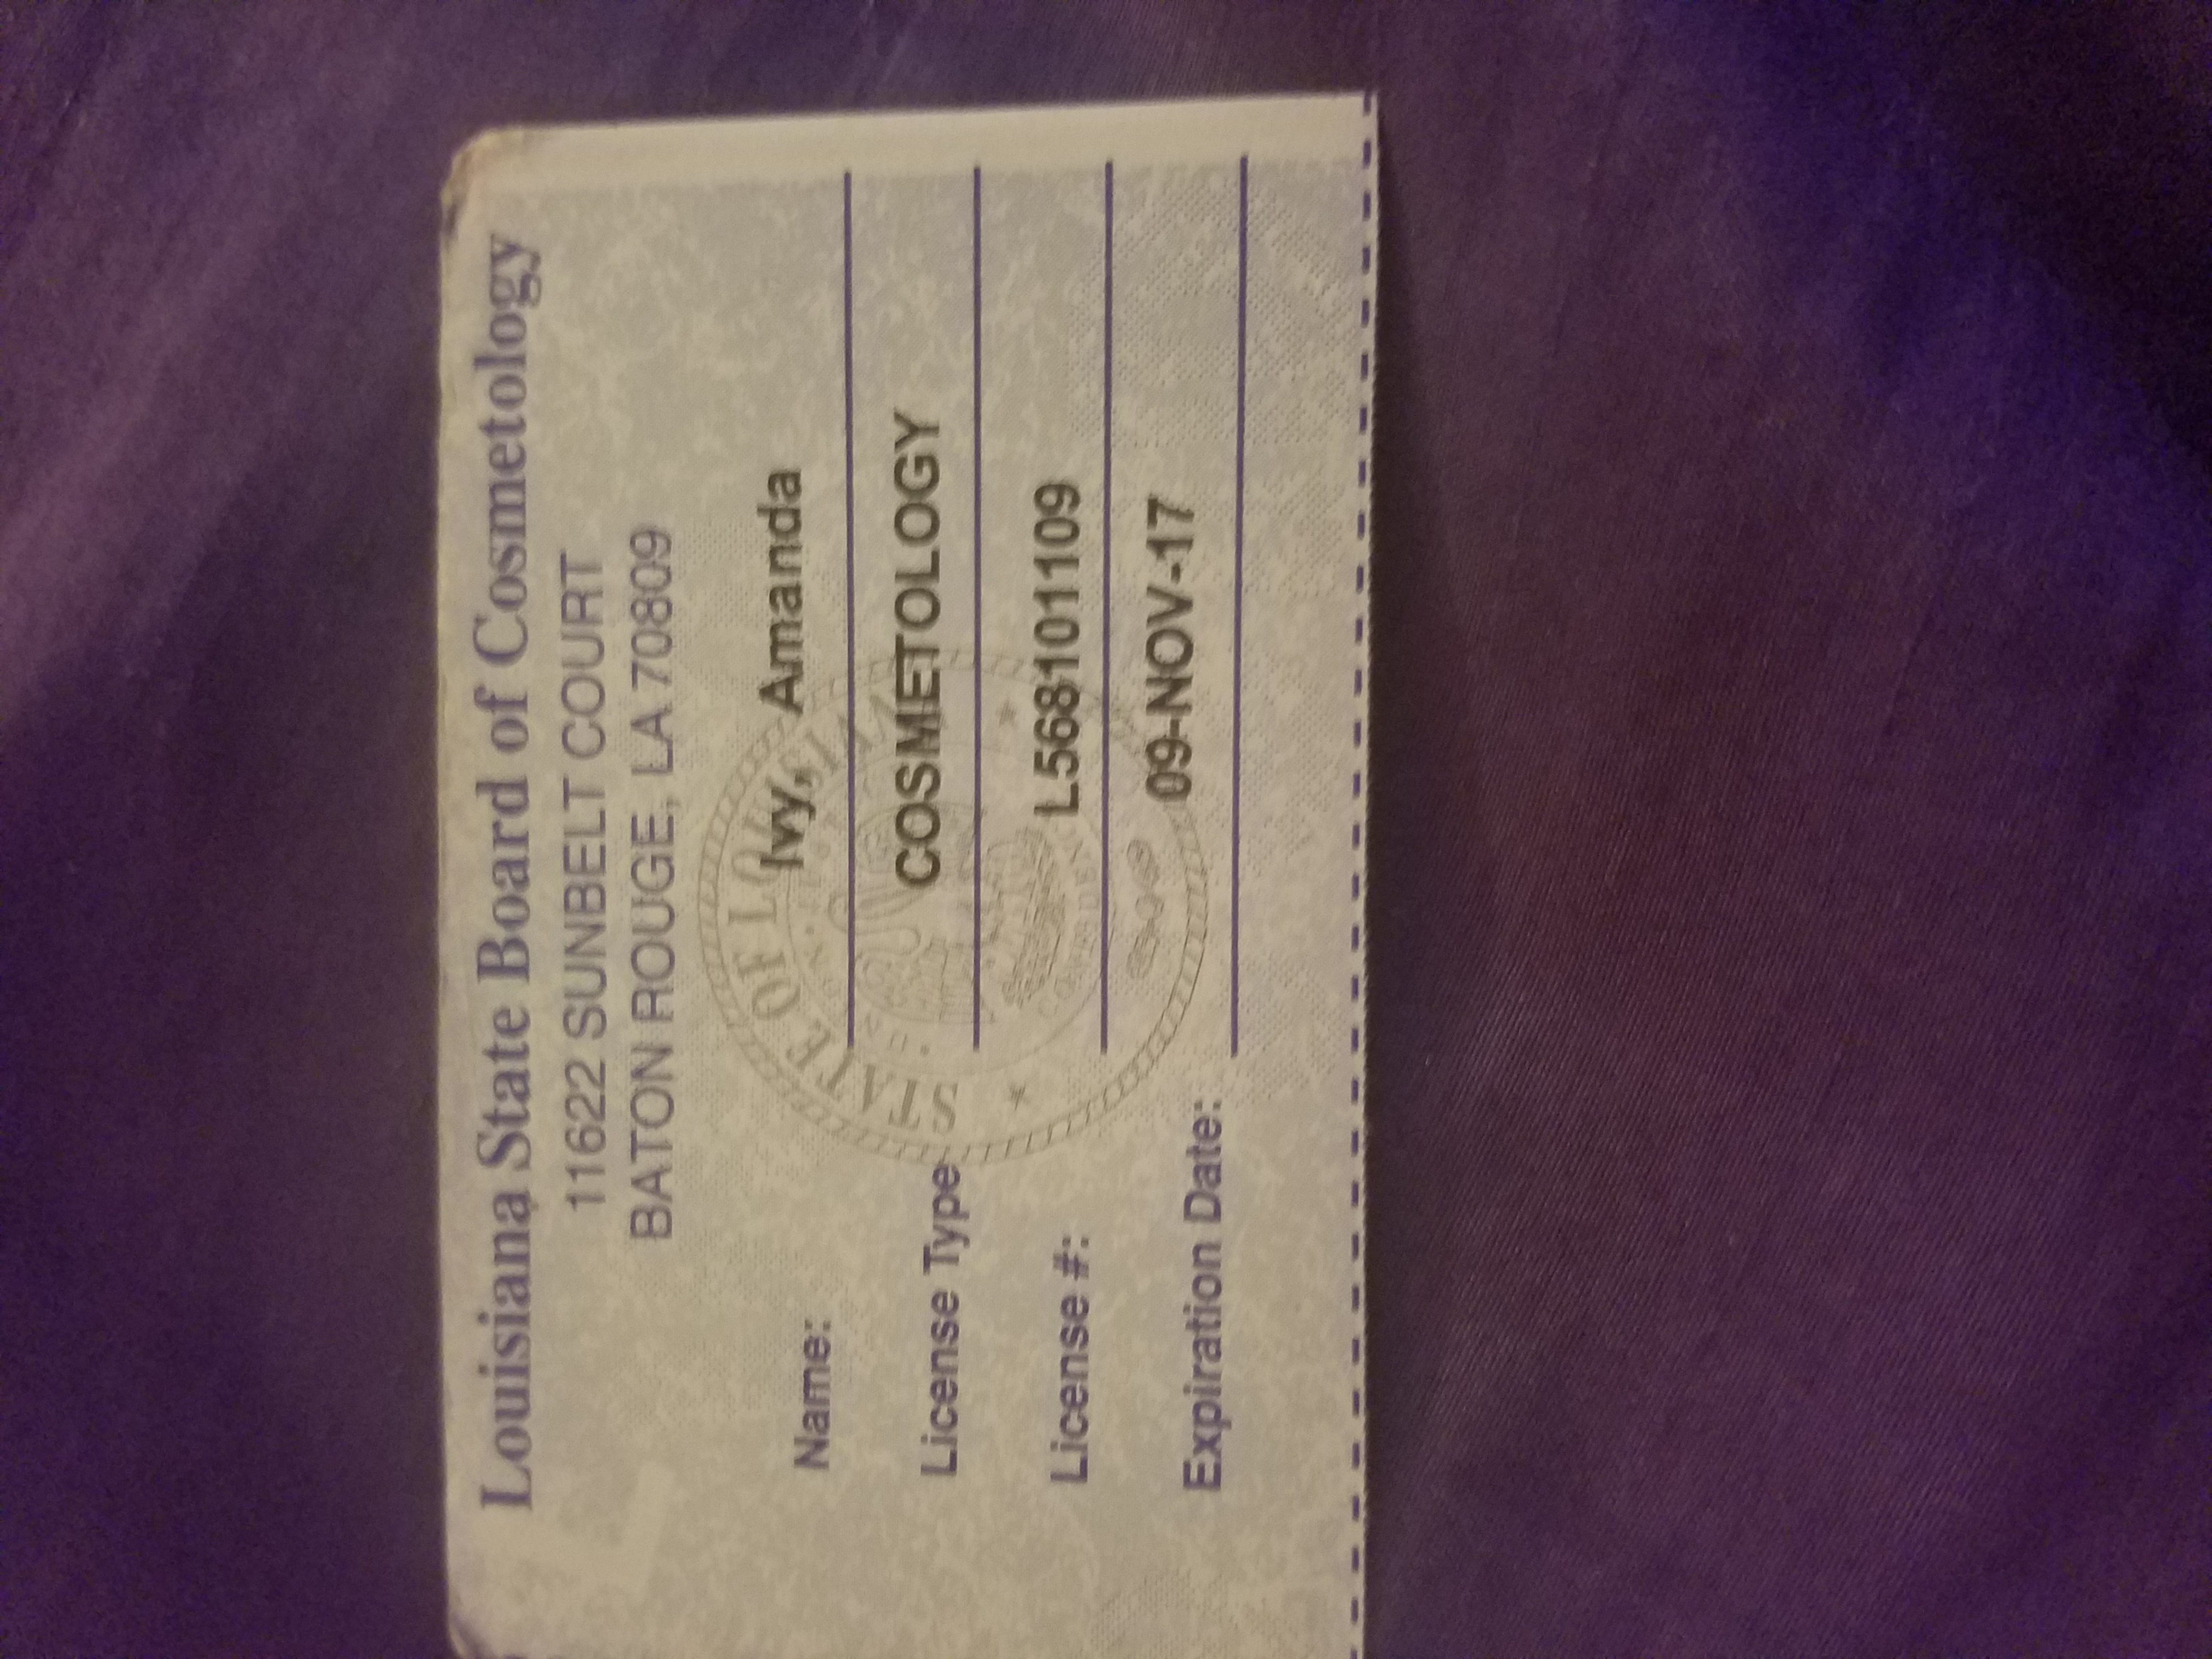 Louisiana State Board of Cosmetology
11622 SUNBELT COURT
BATON ROUGE, LA 70809
STATE OF LOUISIANA
Name: Ivy, Amanda
License Type COSMETOLOGY
License #: L568101109
Expiration Date: 09-NOV-17